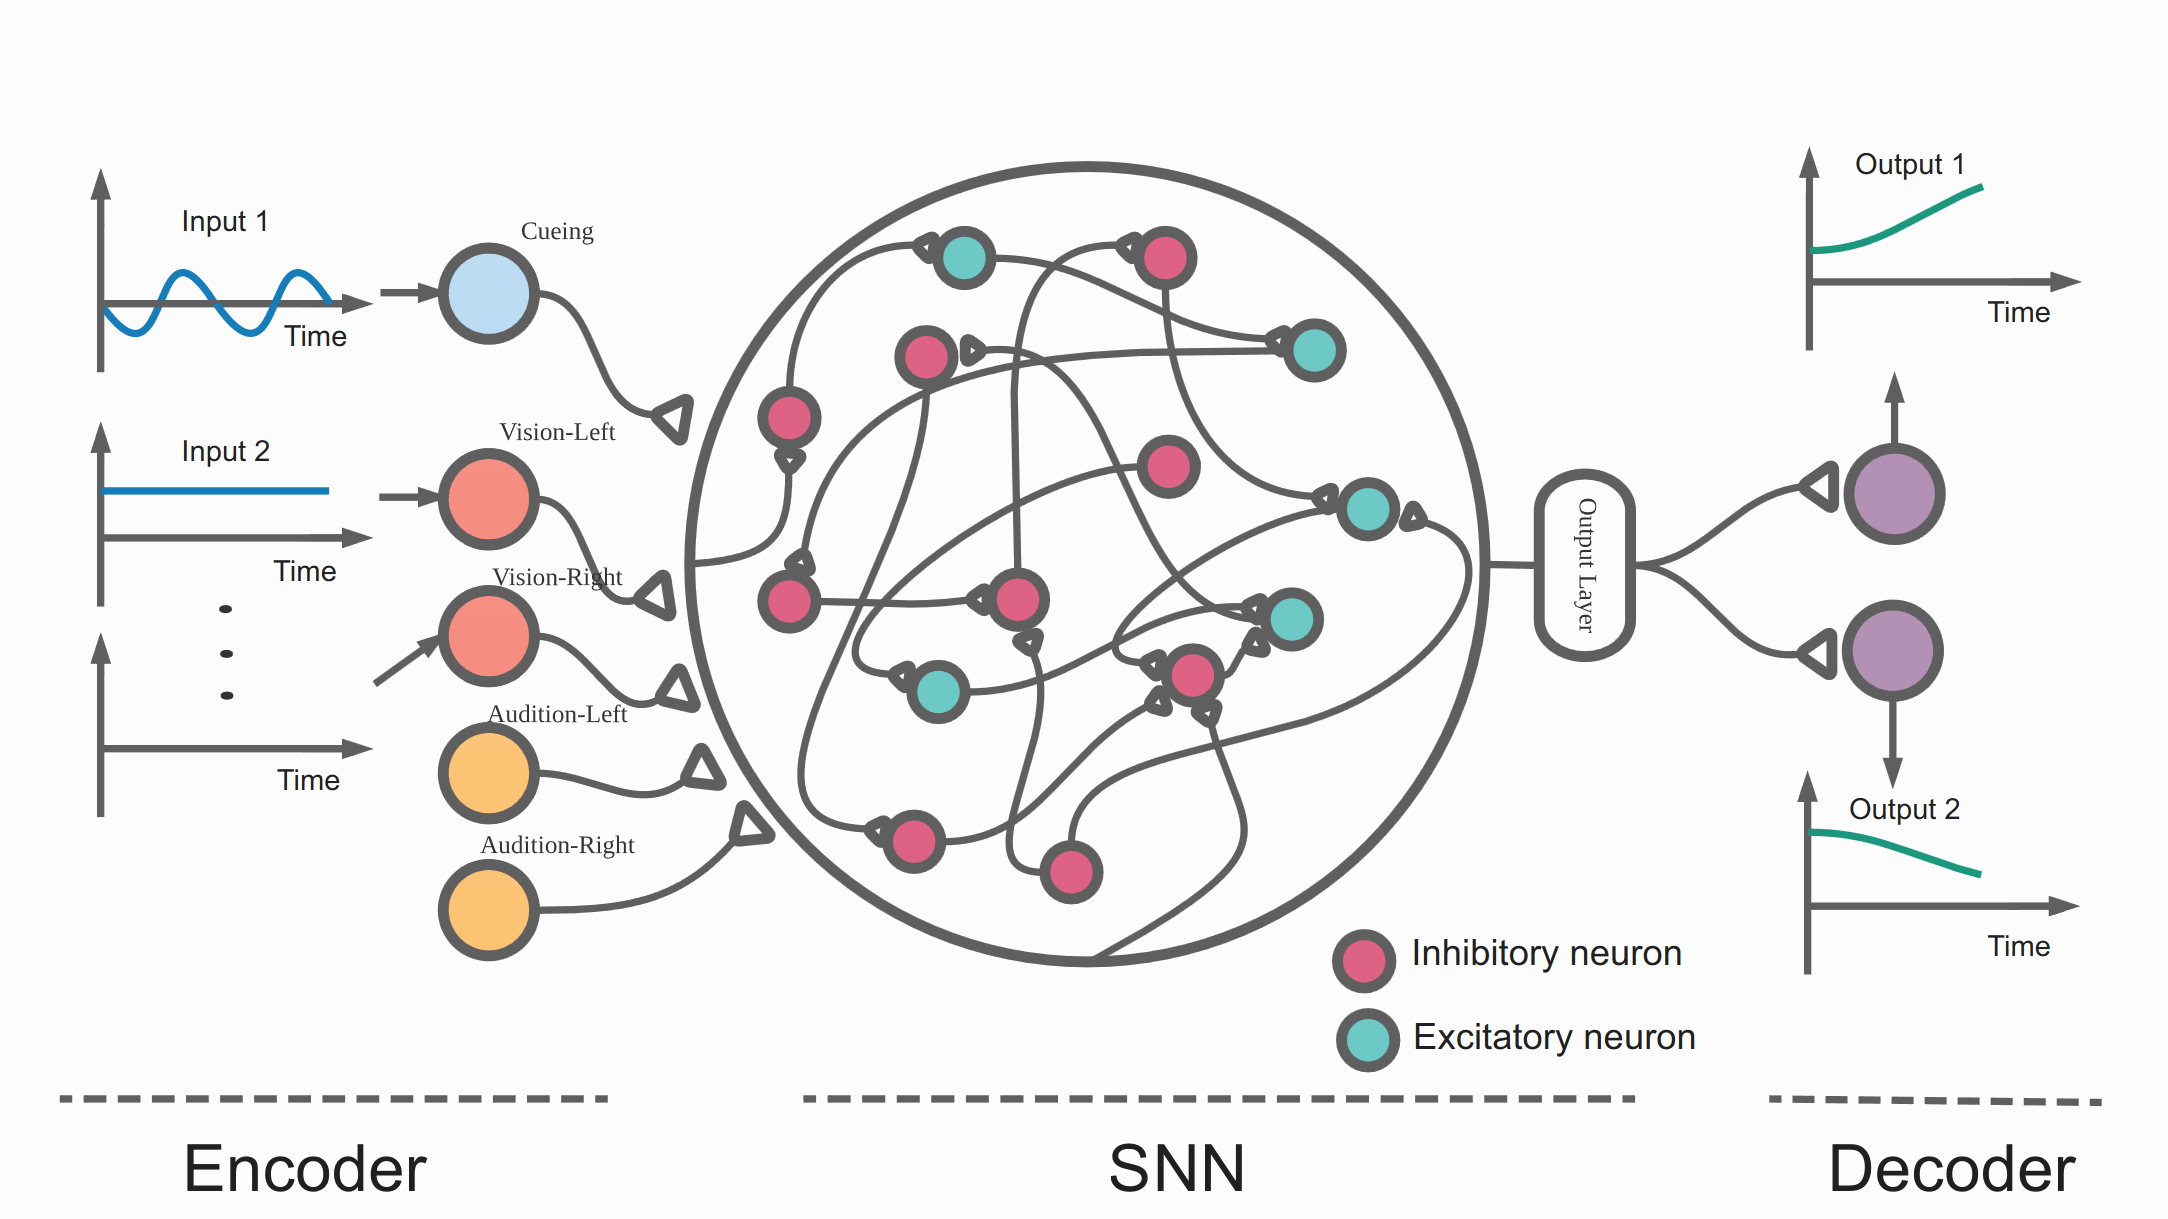 Input 1
Time
Input 2
Time
Time
Cueing
Vision-Left
Vision-Right
Audition-Left
Audition-Right
Output Layer
Inhibitory neuron
Excitatory neuron
Output 1
Time
Output 2
Time
Encoder
SNN
Decoder